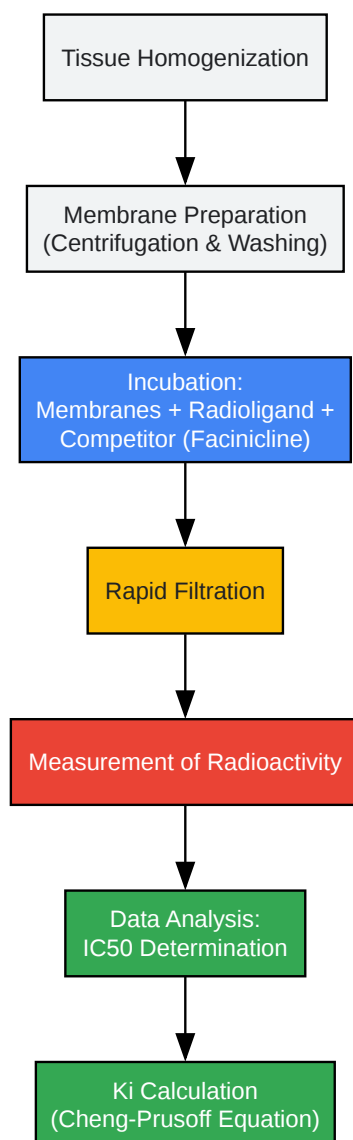 Tissue Homogenization
Membrane Preparation
(Centrifugation & Washing)
Incubation:
Membranes + Radioligand +
Competitor (Facinicline)
Rapid Filtration
Measurement of Radioactivity
Data Analysis:
IC50 Determination
Ki Calculation
(Cheng-Prusoff Equation)